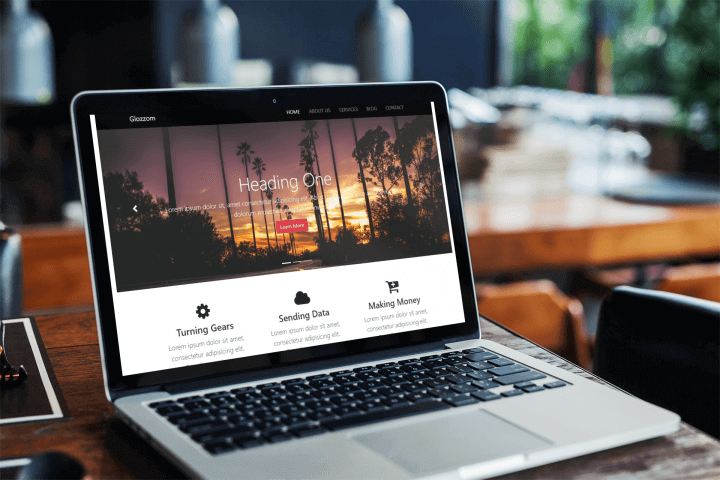 Glozzom
HOME ABOUT US SERVICES BLOG CONTACT
Heading One
Lorem ipsum dolor sit amet, consectetur adipisicing elit.
dolorum
Learn More
Turning Gears
Lorem ipsum dolor sit amet,
consectetur adipisicing elit.
Sending Data
Lorem ipsum dolor sit amet,
consectetur adipisicing elit.
Making Money
Lorem ipsum dolor sit amet,
consectetur adipisicing elit.